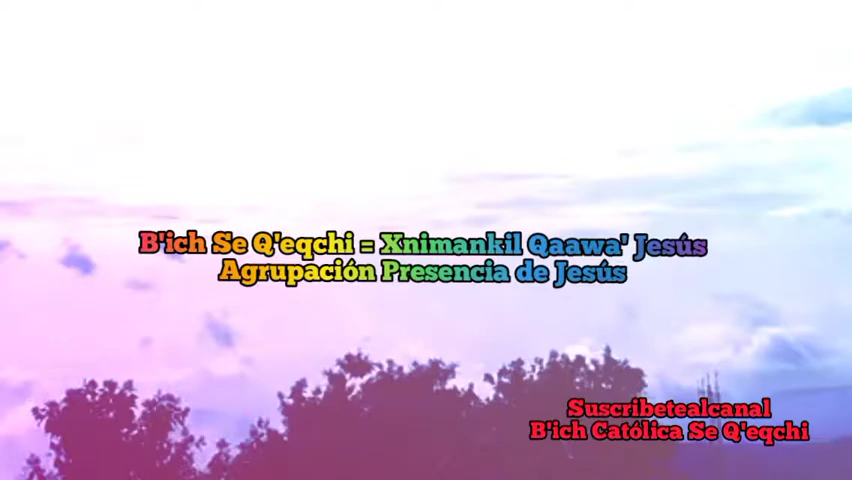 B'ich Se Q'eqchi = Xnimankil Qaawa' Jesús
Agrupación Presencia de Jesús
Suscribetealcanal
B'ich Católica Se Q'eqchi